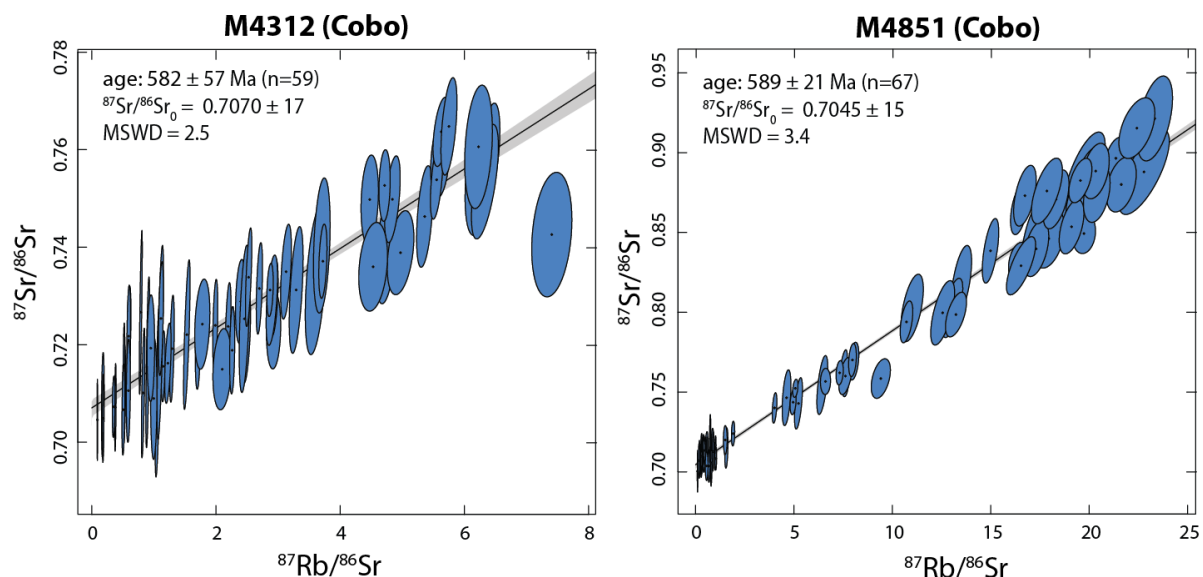 M4312 (Cobo)
age: 582 ± 57 Ma (n=59)
⁸⁷Sr/⁸⁶Sr₀ = 0.7070 ± 17
MSWD = 2.5
⁸⁷Sr/⁸⁶Sr
0.78
0.76
0.74
0.72
0.70
0 2 4 6 8
⁸⁷Rb/⁸⁶Sr
M4851 (Cobo)
age: 589 ± 21 Ma (n=67)
⁸⁷Sr/⁸⁶Sr₀ = 0.7045 ± 15
MSWD = 3.4
⁸⁷Sr/⁸⁶Sr
0.95
0.90
0.85
0.80
0.75
0.70
0 5 10 15 20 25
⁸⁷Rb/⁸⁶Sr